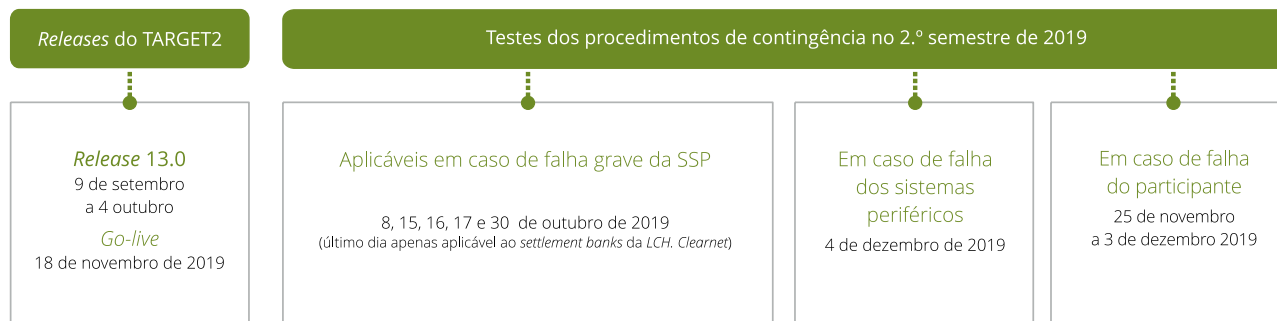 Releases do TARGET2
Testes dos procedimentos de contingência no 2.º semestre de 2019
Release 13.0
9 de setembro
a 4 outubro
Go-live
18 de novembro de 2019
Aplicáveis em caso de falha grave da SSP
8, 15, 16, 17 e 30 de outubro de 2019
(último dia apenas aplicável ao settlement banks da LCH. Clearnet)
Em caso de falha
dos sistemas
periféricos
4 de dezembro de 2019
Em caso de falha
do participante
25 de novembro
a 3 de dezembro 2019